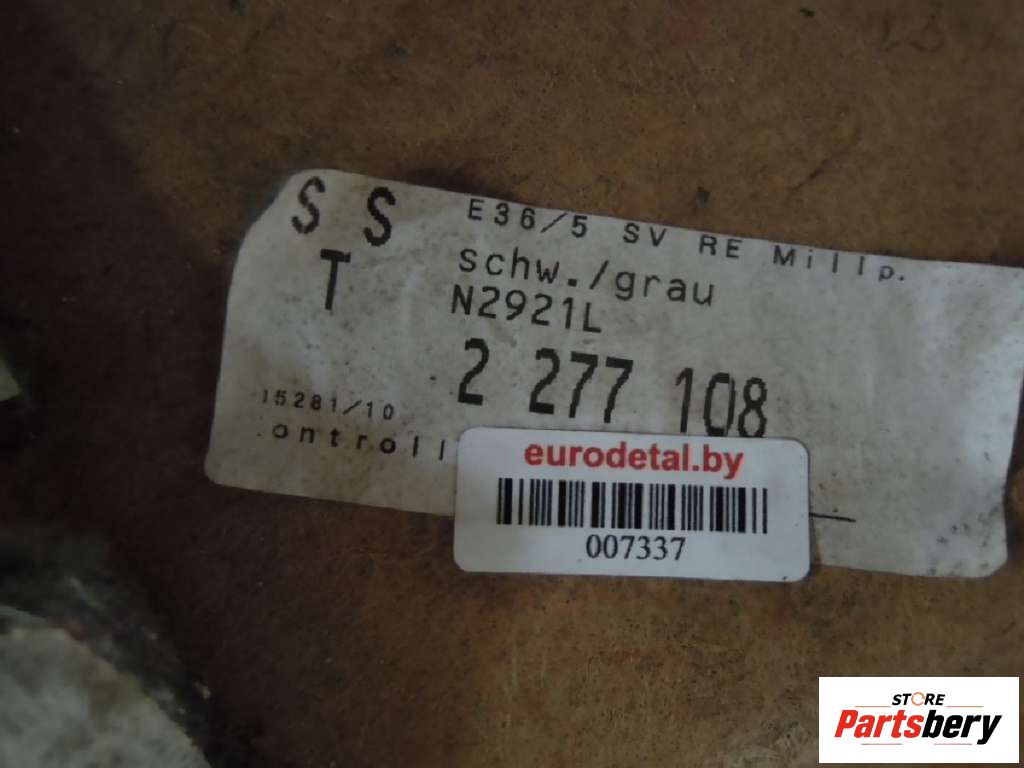 S S
T
E36/5 SV RE Millp.
schw./grau
N2921L
2 277 108
15281/10
ontroll
eurodetal.by
007337
STORE
Partsbery